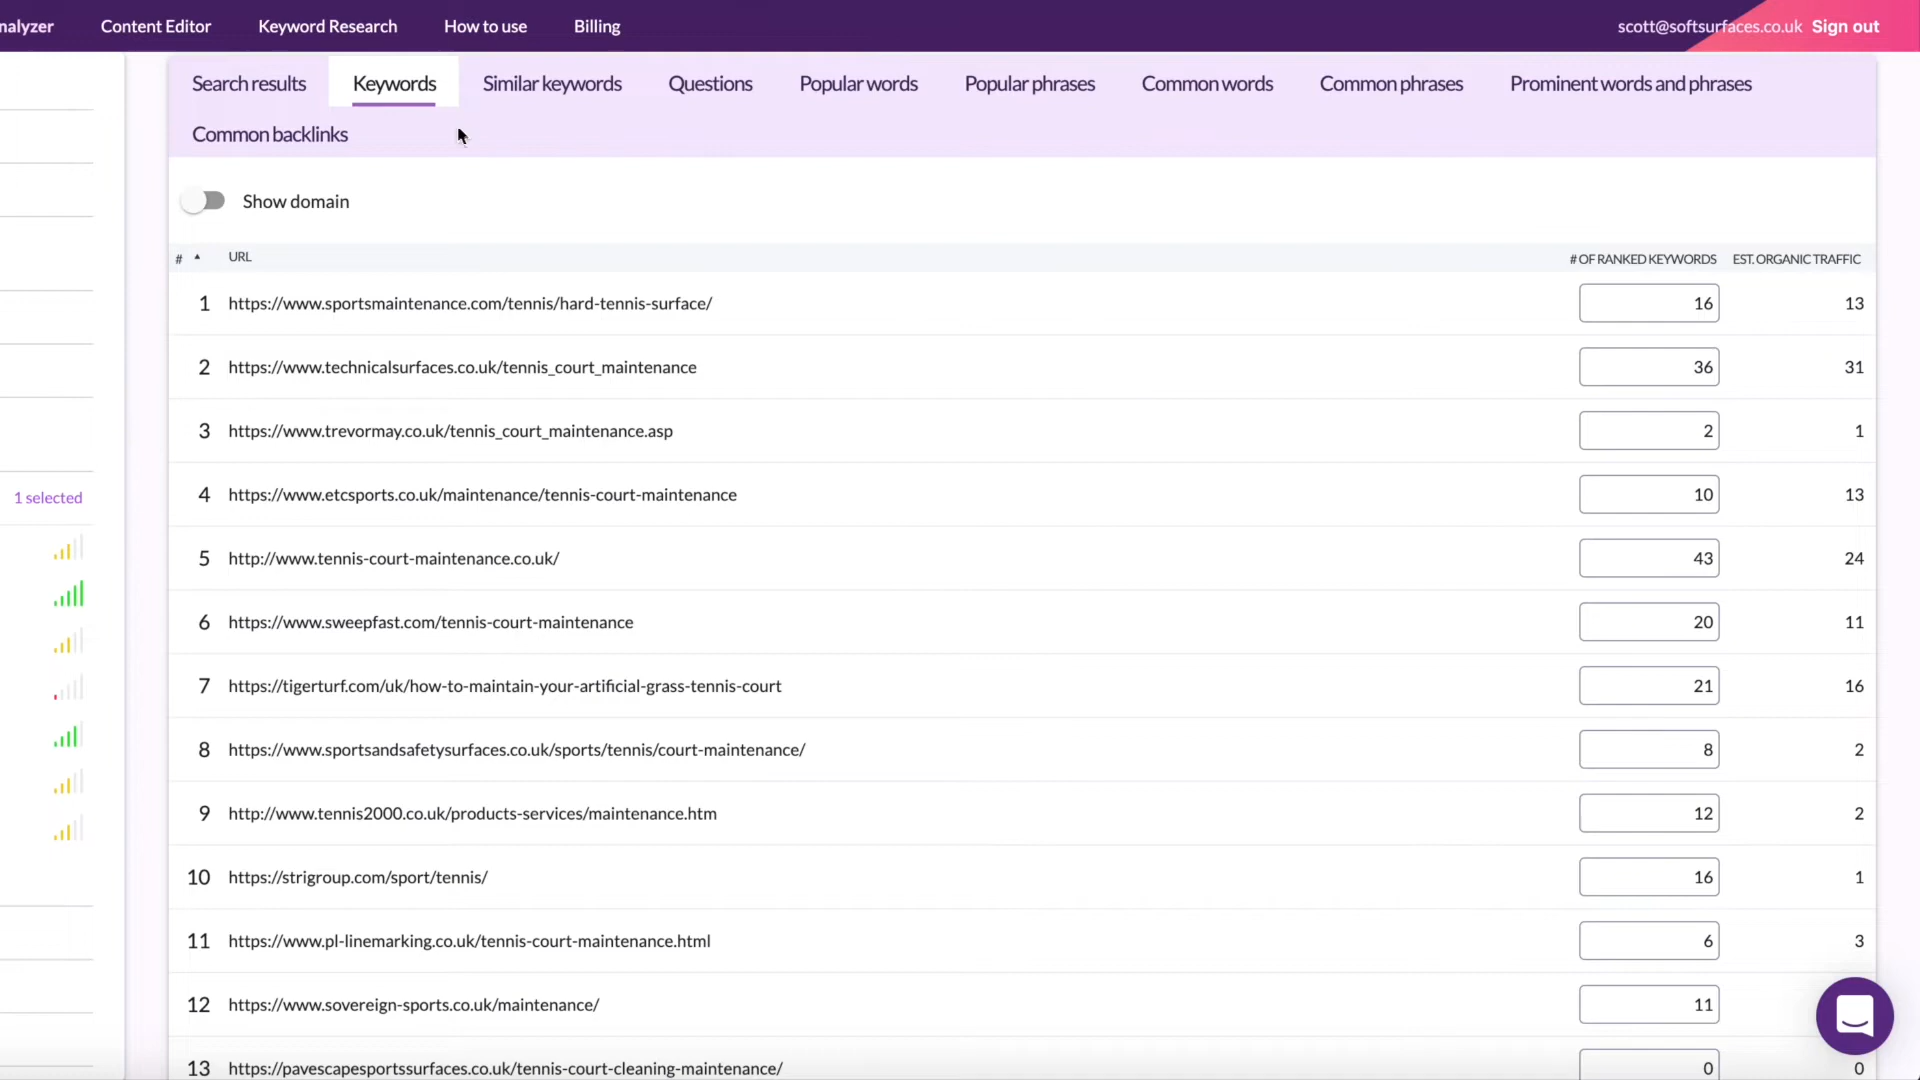 nalyzer Content Editor Keyword Research How to use Billing scott@softsurfaces.co.uk Sign out
Search results Keywords Similar keywords Questions Popular words Popular phrases Common words Common phrases Prominent words and phrases
Common backlinks
Show domain
# URL # OF RANKED KEYWORDS EST. ORGANIC TRAFFIC
1 https://www.sportsmaintenance.com/tennis/hard-tennis-surface/ 16 13
2 https://www.technicalsurfaces.co.uk/tennis_court_maintenance 36 31
3 https://www.trevormay.co.uk/tennis_court_maintenance.asp 2 1
1 selected
4 https://www.etcsports.co.uk/maintenance/tennis-court-maintenance 10 13
5 http://www.tennis-court-maintenance.co.uk/ 43 24
6 https://www.sweepfast.com/tennis-court-maintenance 20 11
7 https://tigerturf.com/uk/how-to-maintain-your-artificial-grass-tennis-court 21 16
8 https://www.sportsandsafetysurfaces.co.uk/sports/tennis/court-maintenance/ 8 2
9 http://www.tennis2000.co.uk/products-services/maintenance.htm 12 2
10 https://strigroup.com/sport/tennis/ 16 1
11 https://www.pl-linemarking.co.uk/tennis-court-maintenance.html 6 3
12 https://www.sovereign-sports.co.uk/maintenance/ 11
13 https://pavescapesportssurfaces.co.uk/tennis-court-cleaning-maintenance/ 0 0